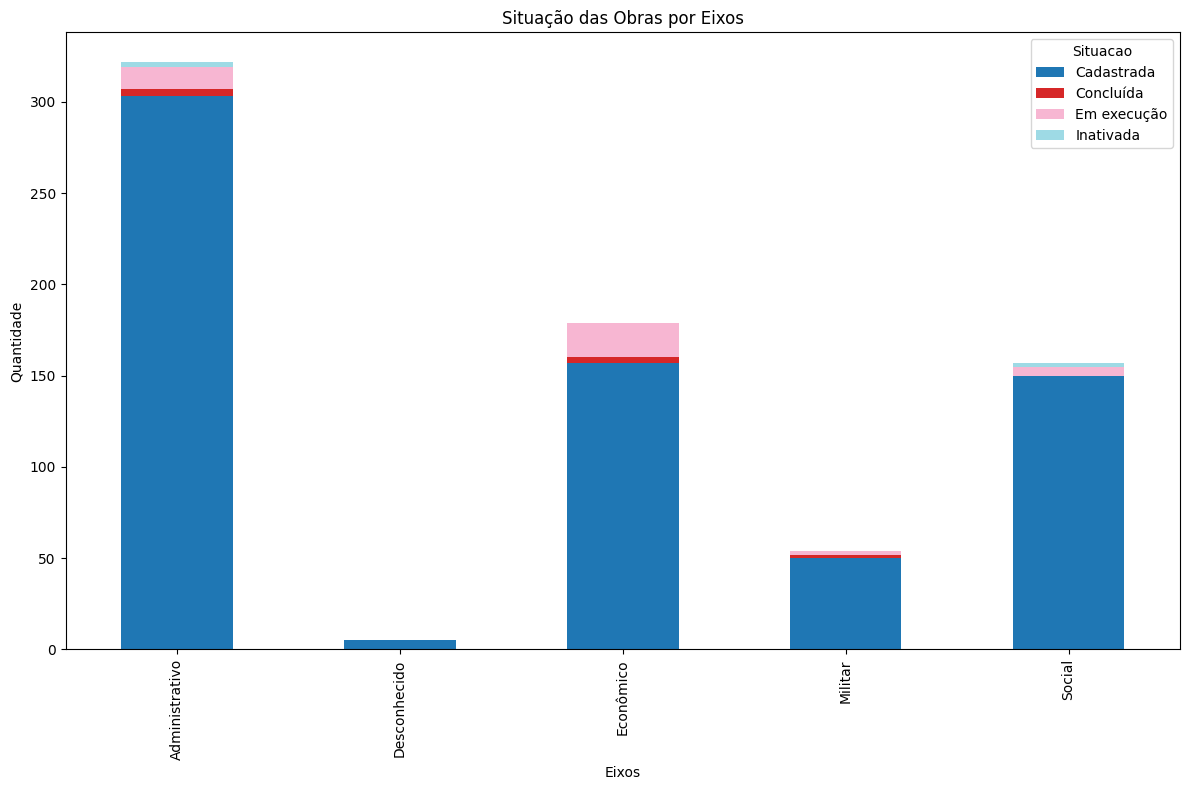 Situação das Obras por Eixos
Situacao
Cadastrada
Concluída
Em execução
Inativada
Quantidade
300
250
200
150
100
50
0
Administrativo
Desconhecido
Econômico
Militar
Social
Eixos